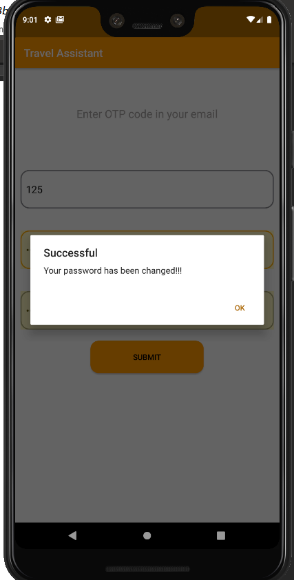 9:01
Travel Assistant
Enter OTP code in your email
125
Successful
Your password has been changed!!!
OK
SUBMIT